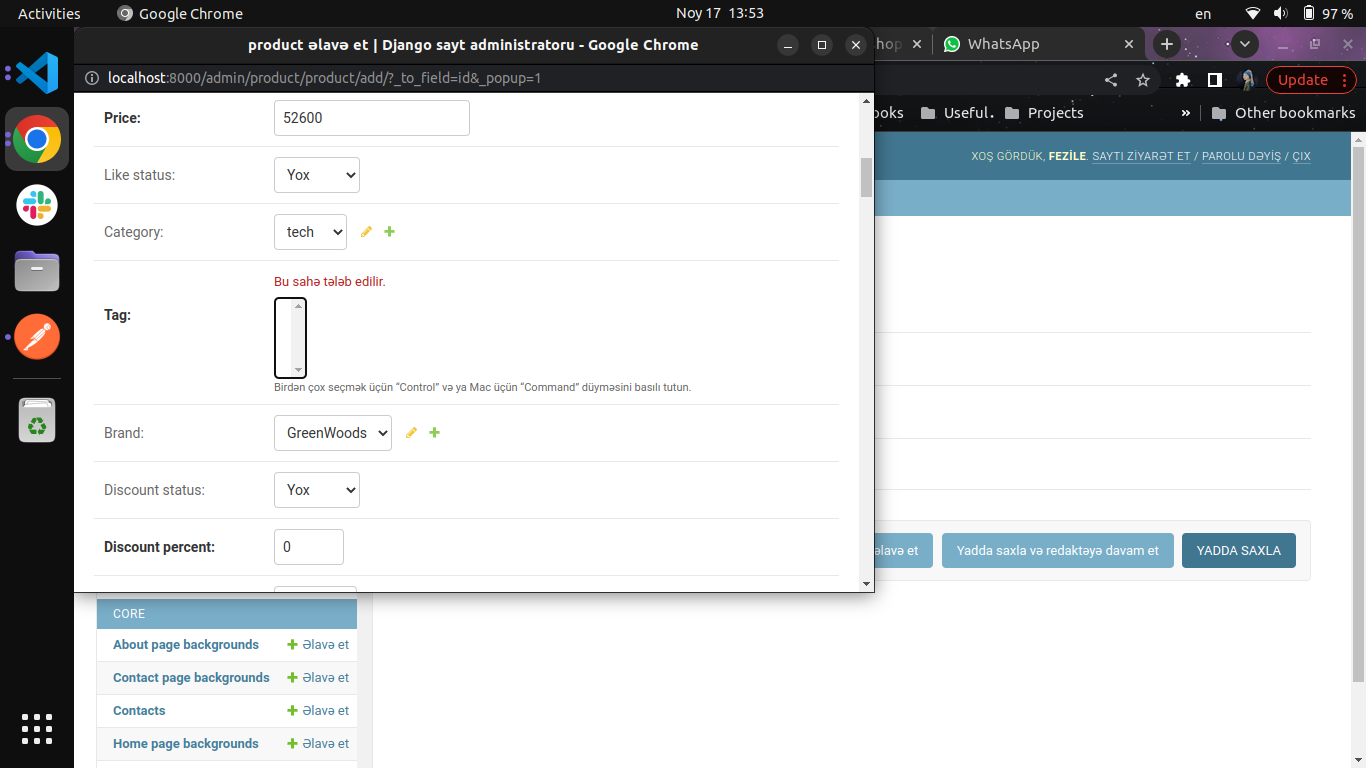 Activities
Google Chrome
Noy 17 13:53
en
97 %
product əlavə et | Django sayt administratoru - Google Chrome
hop
WhatsApp
localhost:8000/admin/product/product/add/?_to_field=id&_popup=1
Update
ooks
Useful.
Projects
»
Other bookmarks
XOŞ GÖRDÜK, FEZİLE. SAYTI ZİYARƏT ET / PAROLU DƏYİŞ / ÇIX
Price:
52600
Like status:
Yox
Category:
tech
Bu sahə tələb edilir.
Tag:
Birdən çox seçmək üçün “Control” və ya Mac üçün “Command” düyməsini basılı tutun.
Brand:
GreenWoods
Discount status:
Yox
Discount percent:
0
əlavə et
Yadda saxla və redaktəyə davam et
YADDA SAXLA
CORE
About page backgrounds
Əlavə et
Contact page backgrounds
Əlavə et
Contacts
Əlavə et
Home page backgrounds
Əlavə et